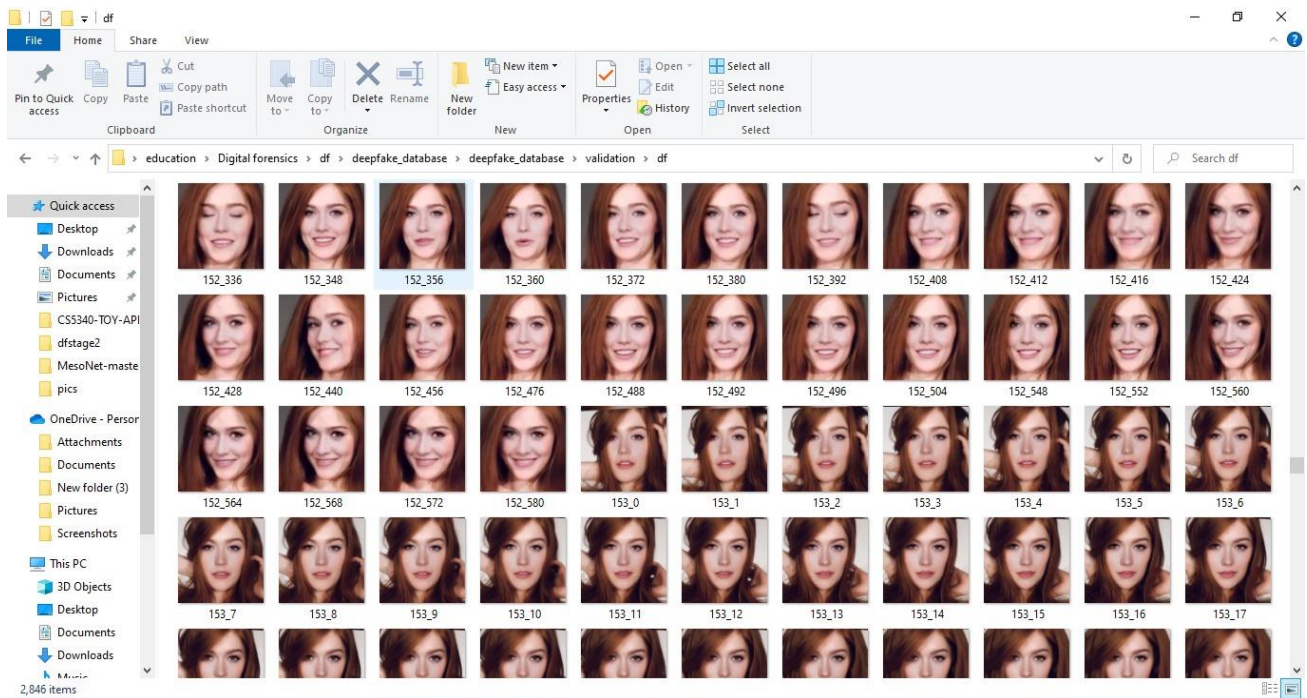 df
File Home Share View
Pin to Quick access
Copy
Paste
Cut
Copy path
Paste shortcut
Move to
Copy to
Delete
Rename
New folder
New item
Easy access
Properties
Open
Edit
History
Select all
Select none
Invert selection
Clipboard Organize New Open Select
education > Digital forensics > df > deepfake_database > deepfake_database > validation > df
Search df
Quick access
Desktop
Downloads
Documents
Pictures
CS5340-TOY-API
dfstage2
MesoNet-maste
pics
OneDrive - Person
Attachments
Documents
New folder (3)
Pictures
Screenshots
This PC
3D Objects
Desktop
Documents
Downloads
Music
152_336 152_348 152_356 152_360 152_372 152_380 152_392 152_408 152_412 152_416 152_424
152_428 152_440 152_456 152_476 152_488 152_492 152_496 152_504 152_548 152_552 152_560
152_564 152_568 152_572 152_580 153_0 153_1 153_2 153_3 153_4 153_5 153_6
153_7 153_8 153_9 153_10 153_11 153_12 153_13 153_14 153_15 153_16 153_17
2,846 items